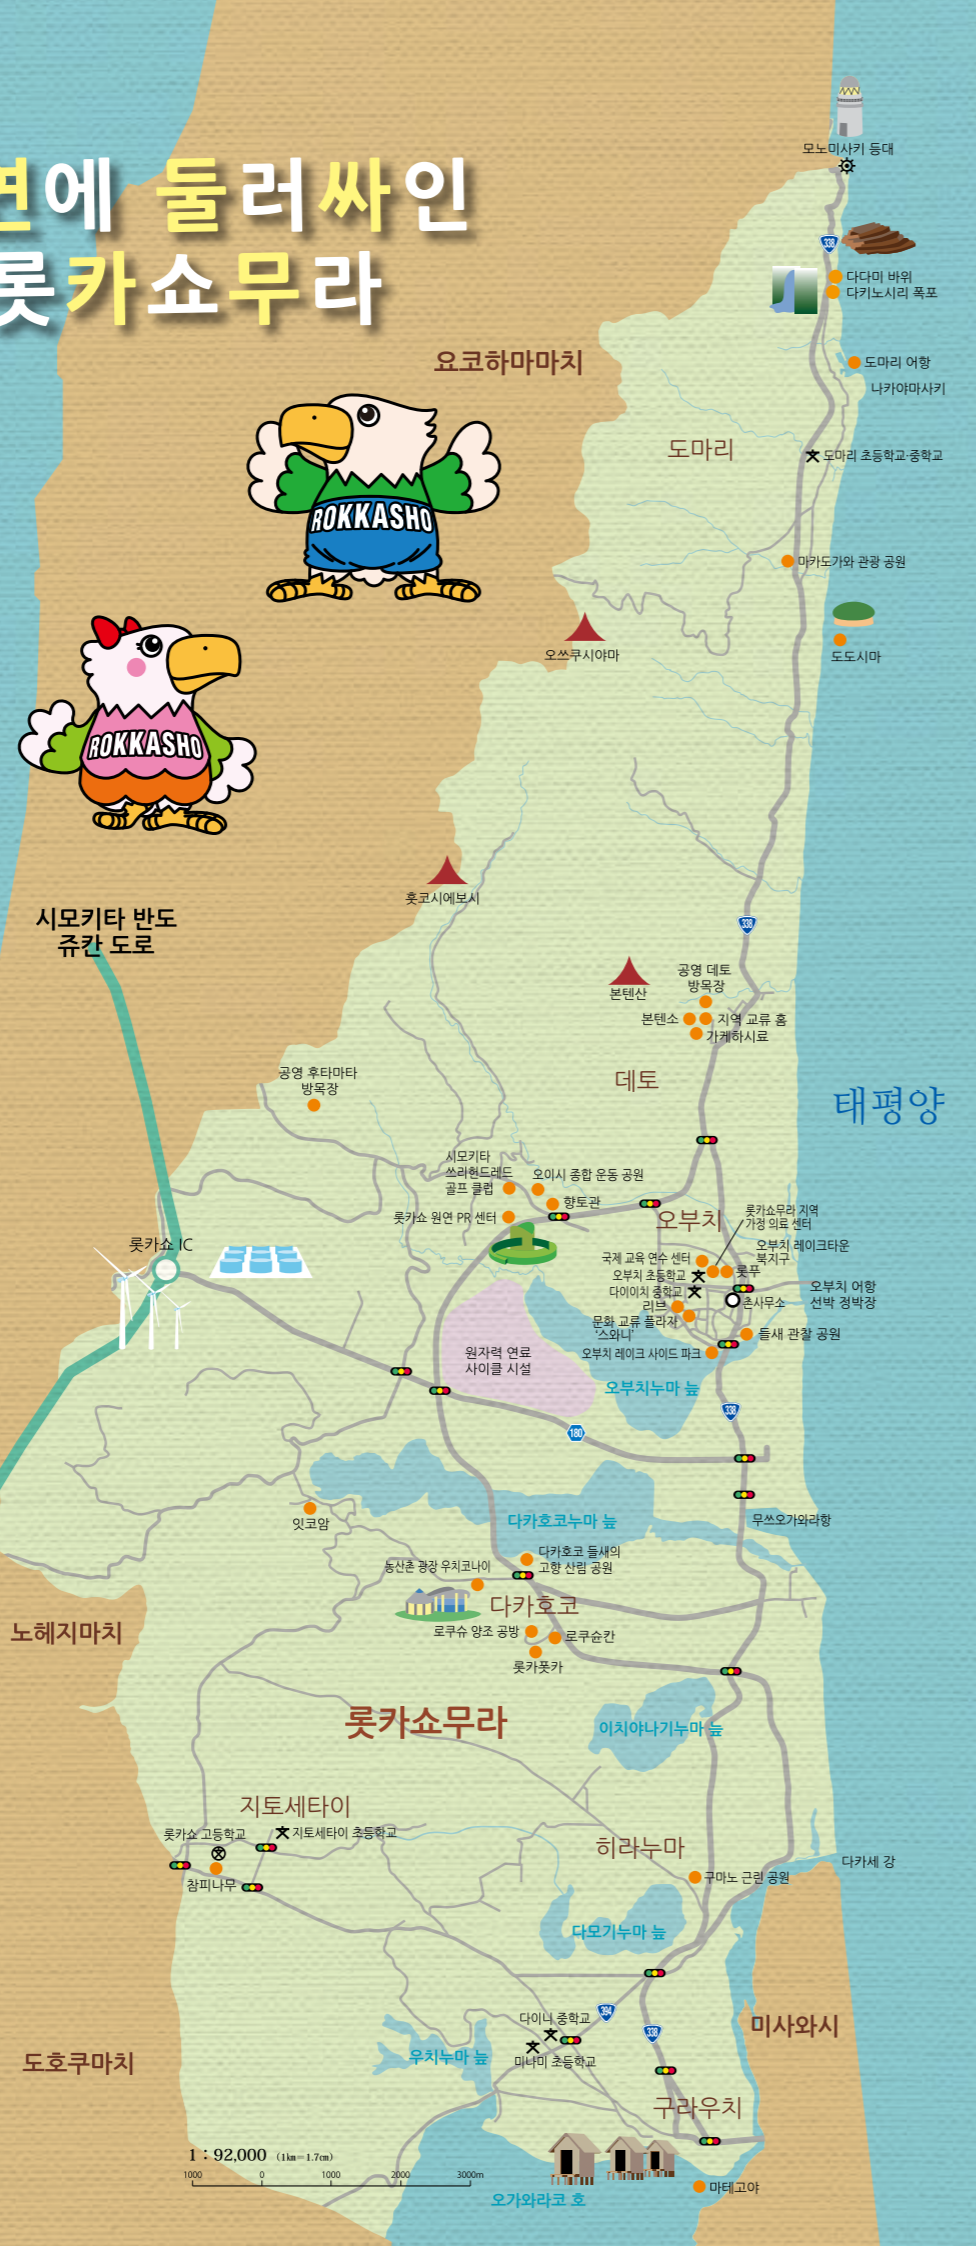 연에 둘러싸인
롯카쇼무라
모노미사키 등대
338
다다미 바위
다키노시리 폭포
요코하마마치
도마리 어항
나카야마사키
도마리
도마리 초등학교·중학교
ROKKASHO
마카도가와 관광 공원
오쓰쿠시야마
도도시마
ROKKASHO
훗코시에보시
시모키타 반도
쥬칸 도로
338
본텐산
공영 데토
방목장
본텐소
지역 교류 홈
가케하시료
데토
태평양
공영 후타마타
방목장
시모키타
쓰리헌드레드
골프 클럽
오이시 종합 운동 공원
향토관
롯카쇼 원연 PR 센터
오부치
롯카쇼무라 지역
가정 의료 센터
롯카쇼 IC
국제 교육 연수 센터
오부치 레이크타운
북지구
오부치 초등학교
롯푸
다이이치 중학교
오부치 어항
선박 정박장
리브
촌사무소
문화 교류 플라자
'스와니'
들새 관찰 공원
오부치 레이크 사이드 파크
원자력 연료
사이클 시설
오부치누마 늪
338
180
잇코암
다카호코누마 늪
무쓰오가와라항
다카호코 들새의
고향 산림 공원
농산촌 광장 우치코나이
다카호코
노헤지마치
로쿠슈 양조 공방
로쿠슌칸
롯카풋카
롯카쇼무라
이치야나기누마 늪
지토세타이
롯카쇼 고등학교
지토세타이 초등학교
히라누마
다카세 강
참피나무
구마노 근린 공원
다모기누마 늪
394
다이니 중학교
338
미사와시
우치누마 늪
미나미 초등학교
도호쿠마치
구라우치
1 : 92,000 (1km=1.7cm)
1000 0 1000 2000 3000m
마테고야
오가와라코 호